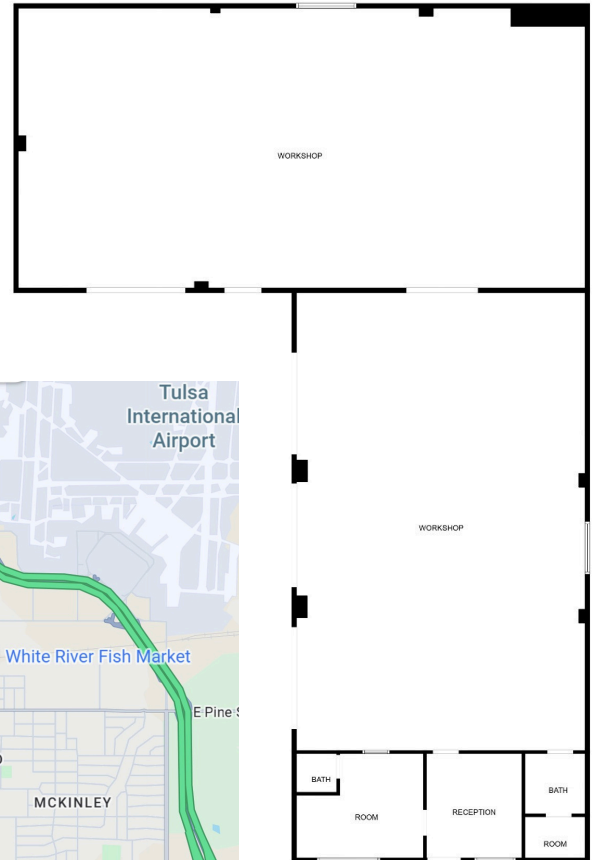 WORKSHOP
Tulsa
International
Airport
White River Fish Market
E Pine S
MCKINLEY
WORKSHOP
BATH
ROOM
RECEPTION
BATH
ROOM